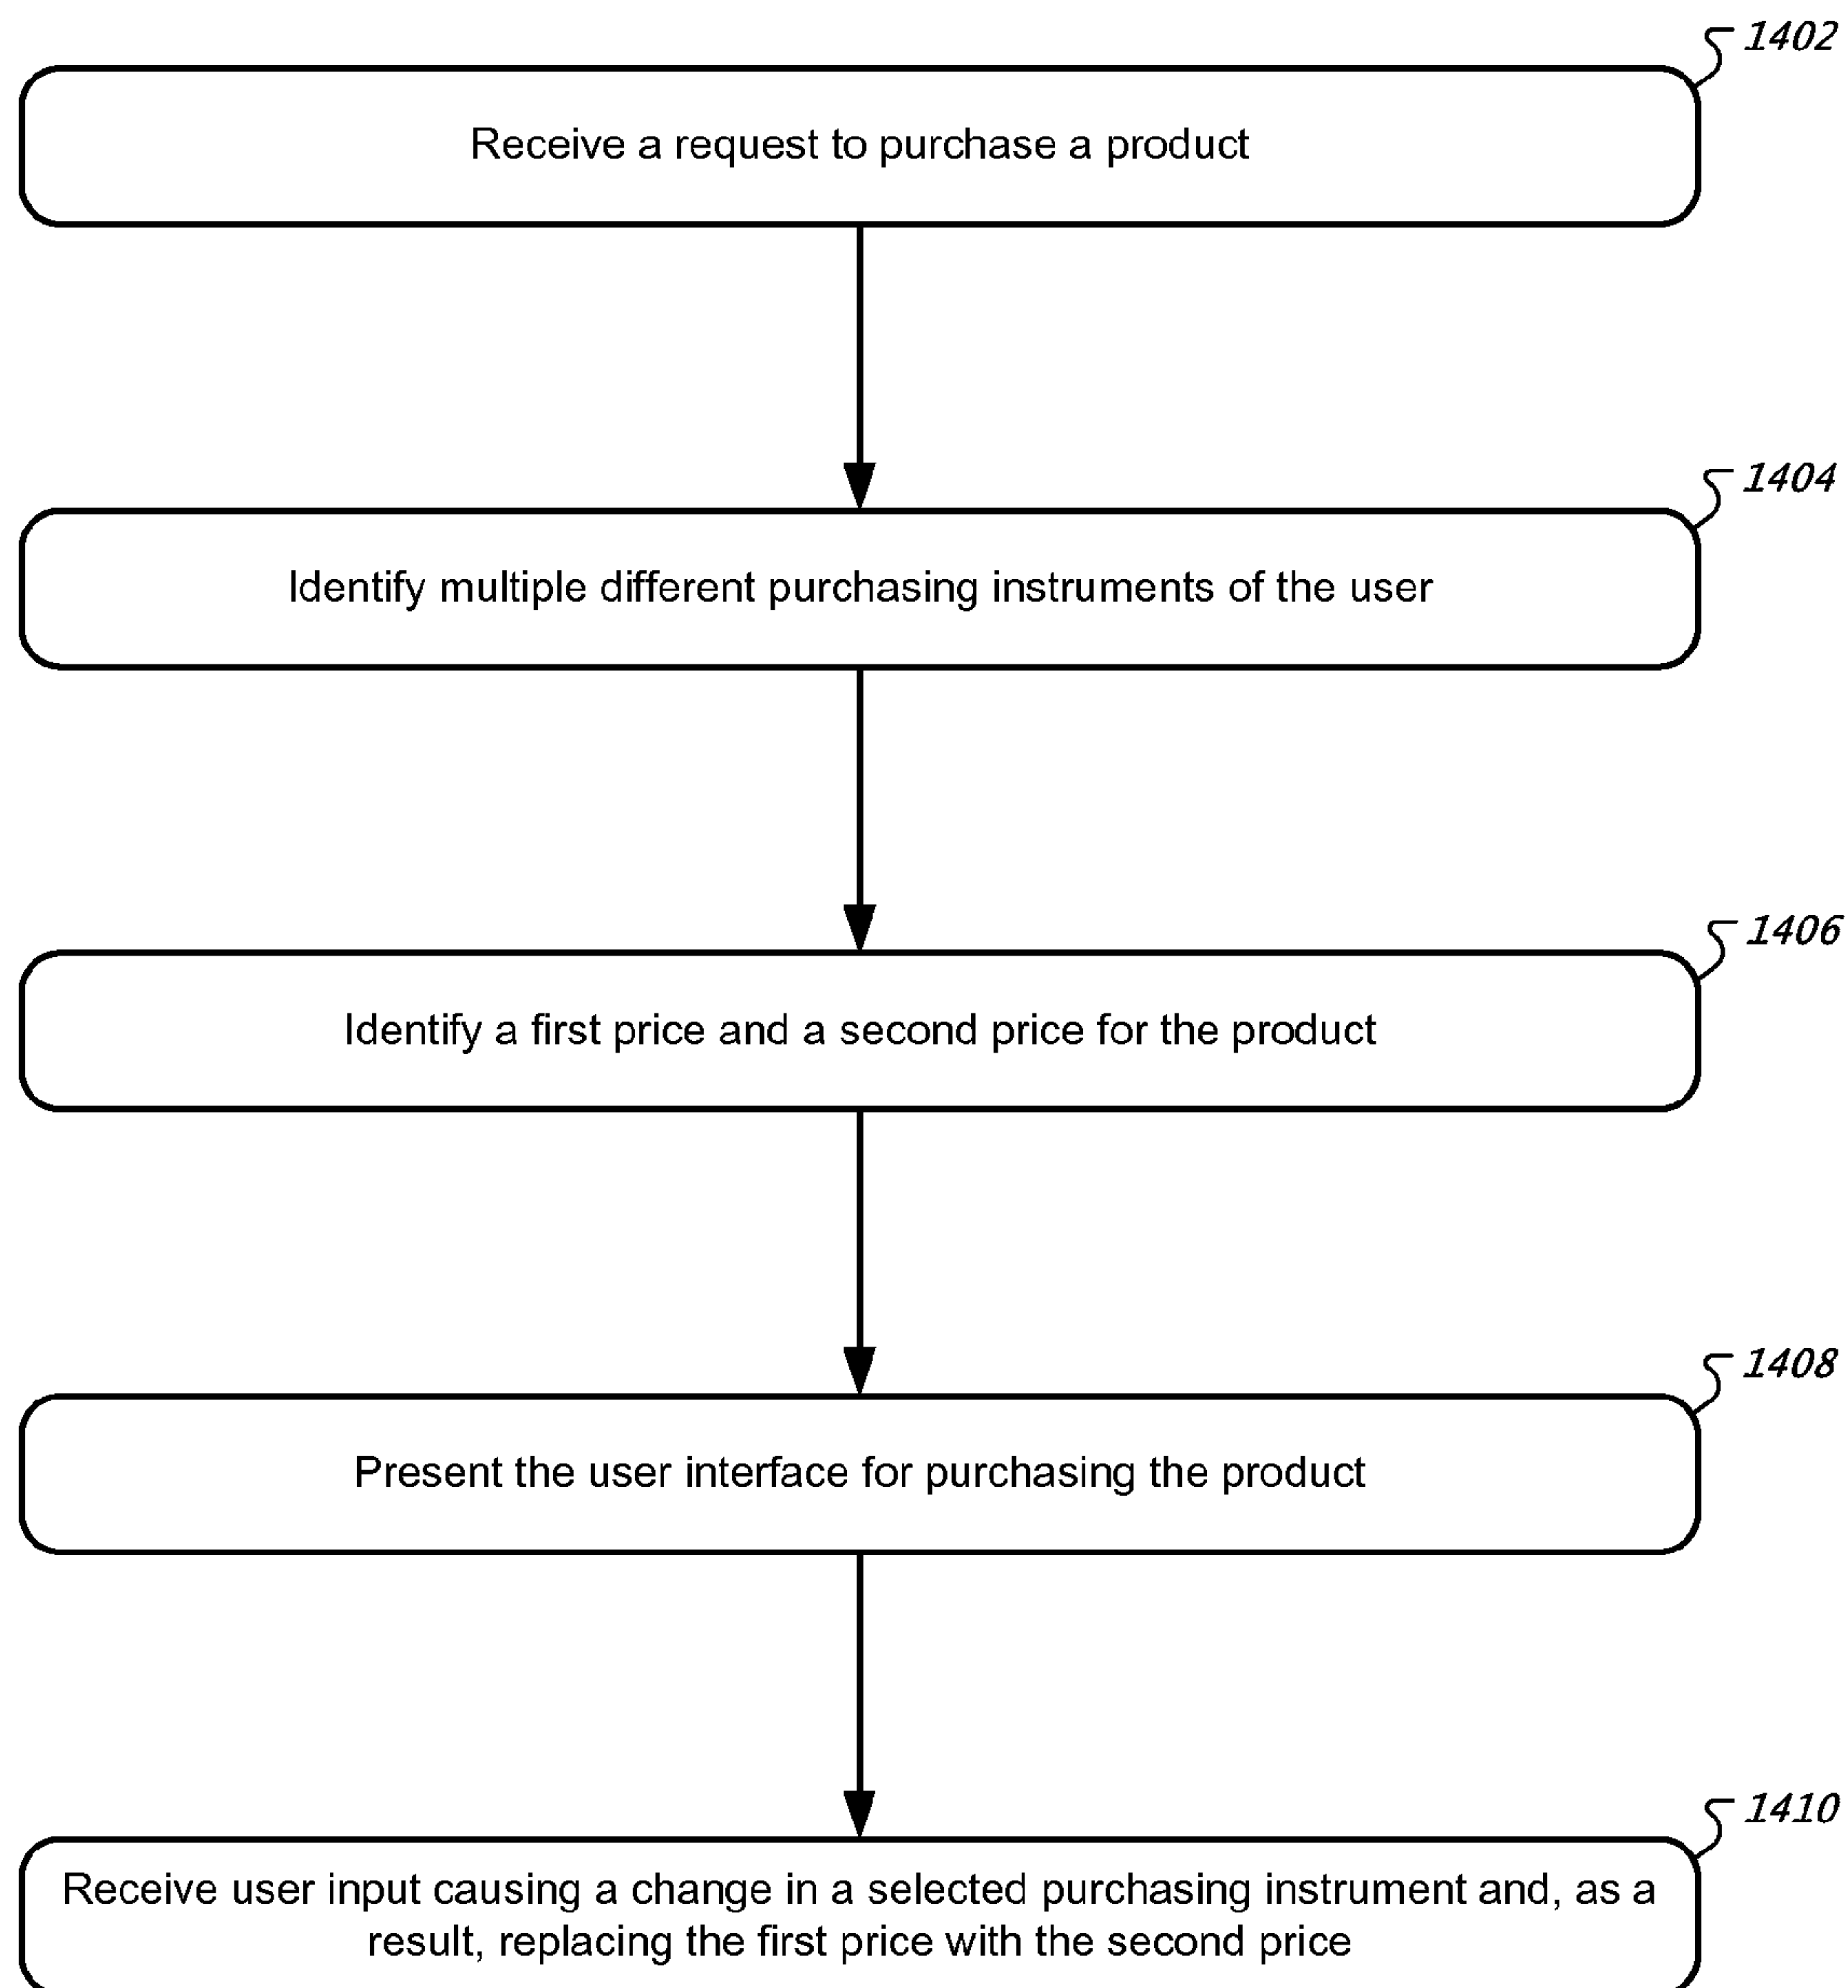 1402
Receive a request to purchase a product
1404
Identify multiple different purchasing instruments of the user
1406
Identify a first price and a second price for the product
1408
Present the user interface for purchasing the product
1410
Receive user input causing a change in a selected purchasing instrument and, as a
result, replacing the first price with the second price